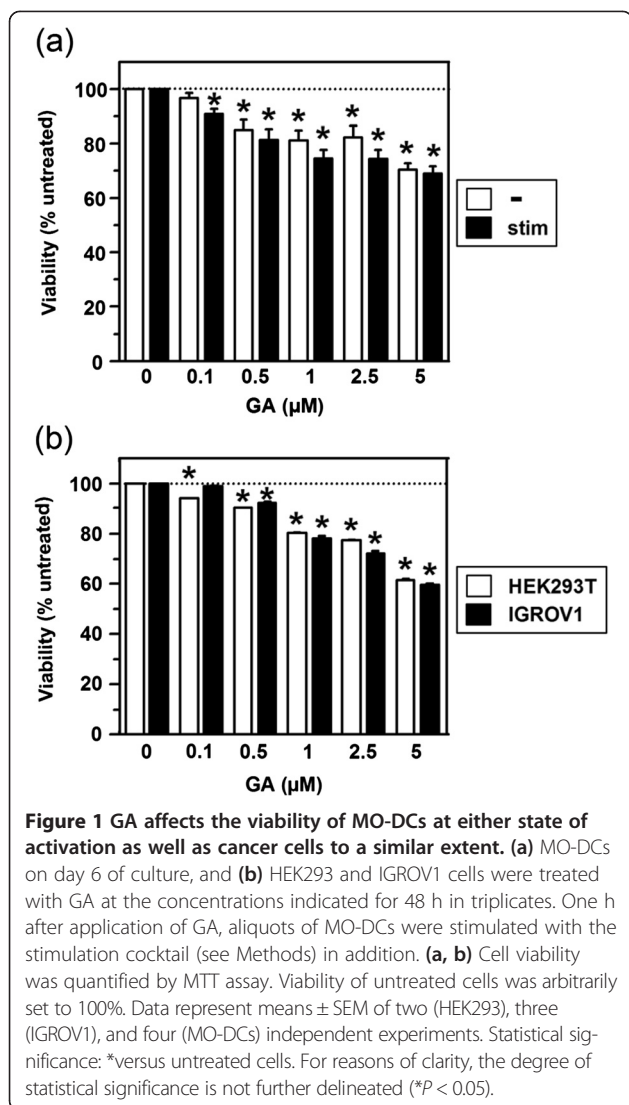 (a)
Viability (% untreated)
100
80
60
40
20
0
* * * * * * * * *
0 0.1 0.5 1 2.5 5
GA (µM)
-
stim
(b)
Viability (% untreated)
100
80
60
40
20
0
* * * * * * * * *
0 0.1 0.5 1 2.5 5
GA (µM)
HEK293T
IGROV1
Figure 1 GA affects the viability of MO-DCs at either state of
activation as well as cancer cells to a similar extent. (a) MO-DCs
on day 6 of culture, and (b) HEK293 and IGROV1 cells were treated
with GA at the concentrations indicated for 48 h in triplicates. One h
after application of GA, aliquots of MO-DCs were stimulated with the
stimulation cocktail (see Methods) in addition. (a, b) Cell viability
was quantified by MTT assay. Viability of untreated cells was arbitrarily
set to 100%. Data represent means ± SEM of two (HEK293), three
(IGROV1), and four (MO-DCs) independent experiments. Statistical sig-
nificance: *versus untreated cells. For reasons of clarity, the degree of
statistical significance is not further delineated (*P < 0.05).